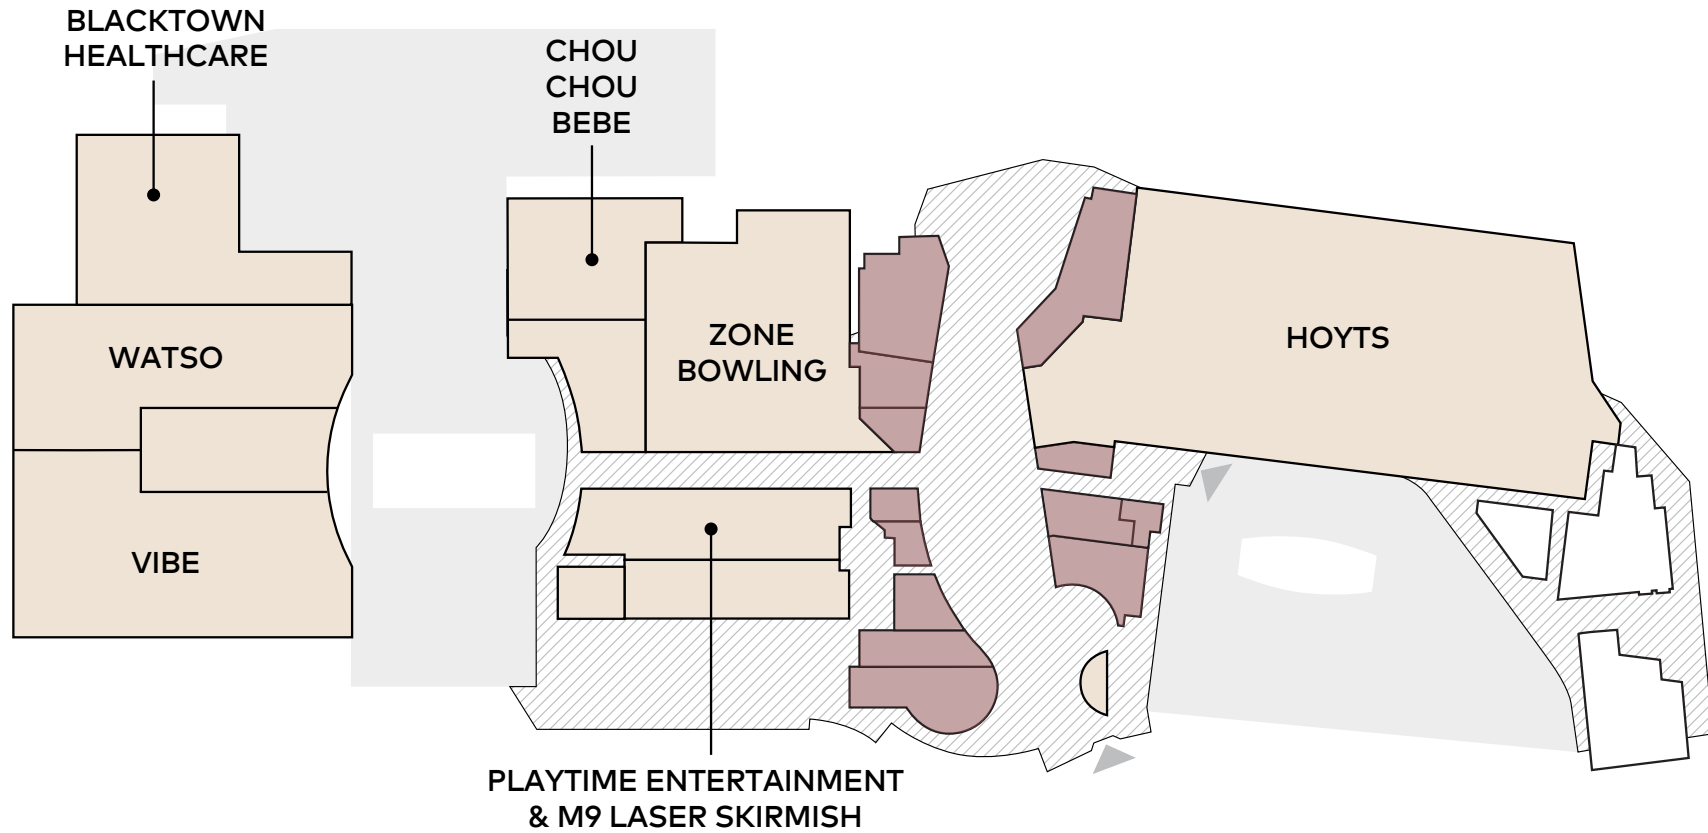 BLACKTOWN
HEALTHCARE
CHOU
CHOU
BEBE
WATSO
ZONE
BOWLING
HOYTS
VIBE
PLAYTIME ENTERTAINMENT
& M9 LASER SKIRMISH